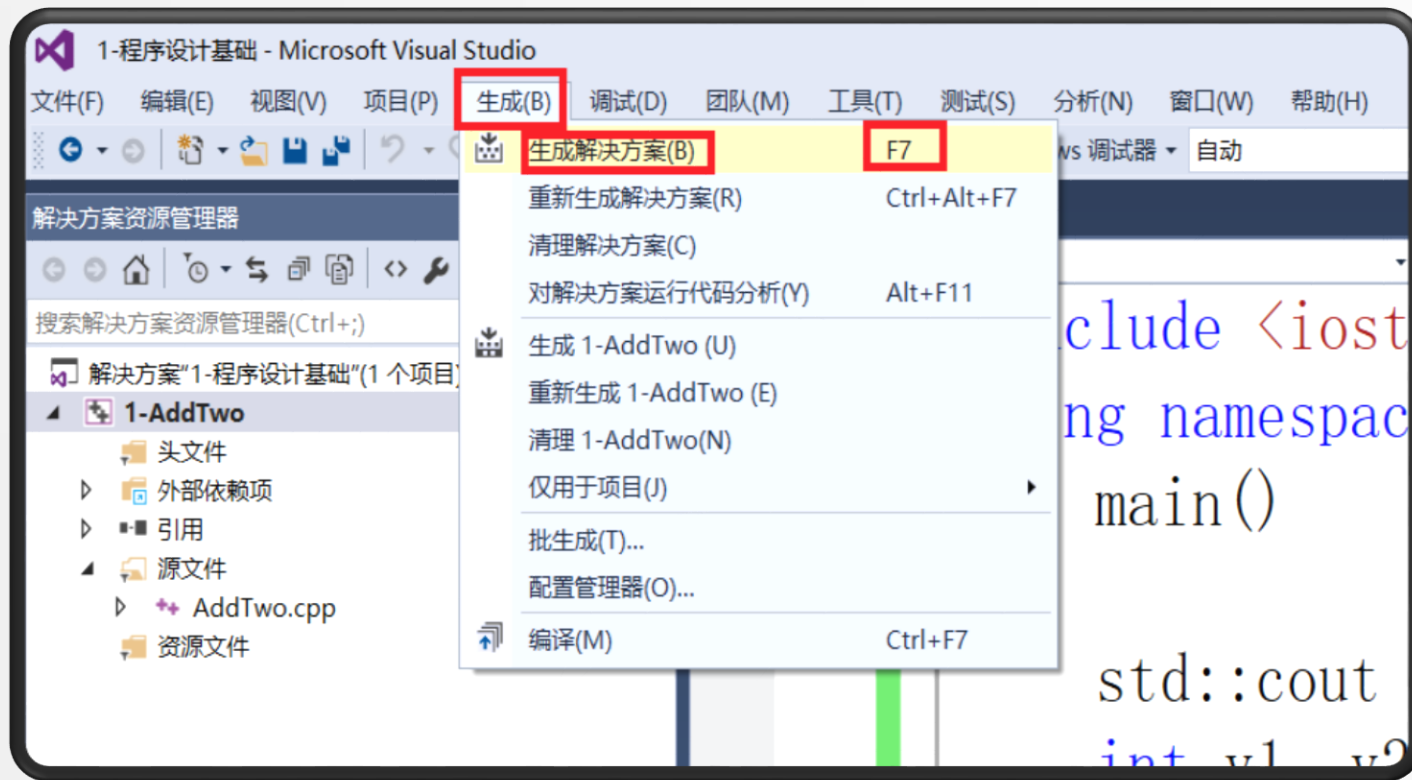 1-程序设计基础 - Microsoft Visual Studio
文件(F) 编辑(E) 视图(V) 项目(P) 生成(B) 调试(D) 团队(M) 工具(T) 测试(S) 分析(N) 窗口(W) 帮助(H)
生成解决方案(B) F7
调试器 自动
重新生成解决方案(R) Ctrl+Alt+F7
清理解决方案(C)
对解决方案运行代码分析(Y) Alt+F11
生成 1-AddTwo (U)
重新生成 1-AddTwo (E)
清理 1-AddTwo(N)
仅用于项目(J)
批生成(T)...
配置管理器(O)...
编译(M) Ctrl+F7
解决方案资源管理器
搜索解决方案资源管理器(Ctrl+;)
解决方案"1-程序设计基础"(1 个项目)
1-AddTwo
头文件
外部依赖项
引用
源文件
AddTwo.cpp
资源文件
clude <iost
ng namespac
main()
std::cout
int v1, v2